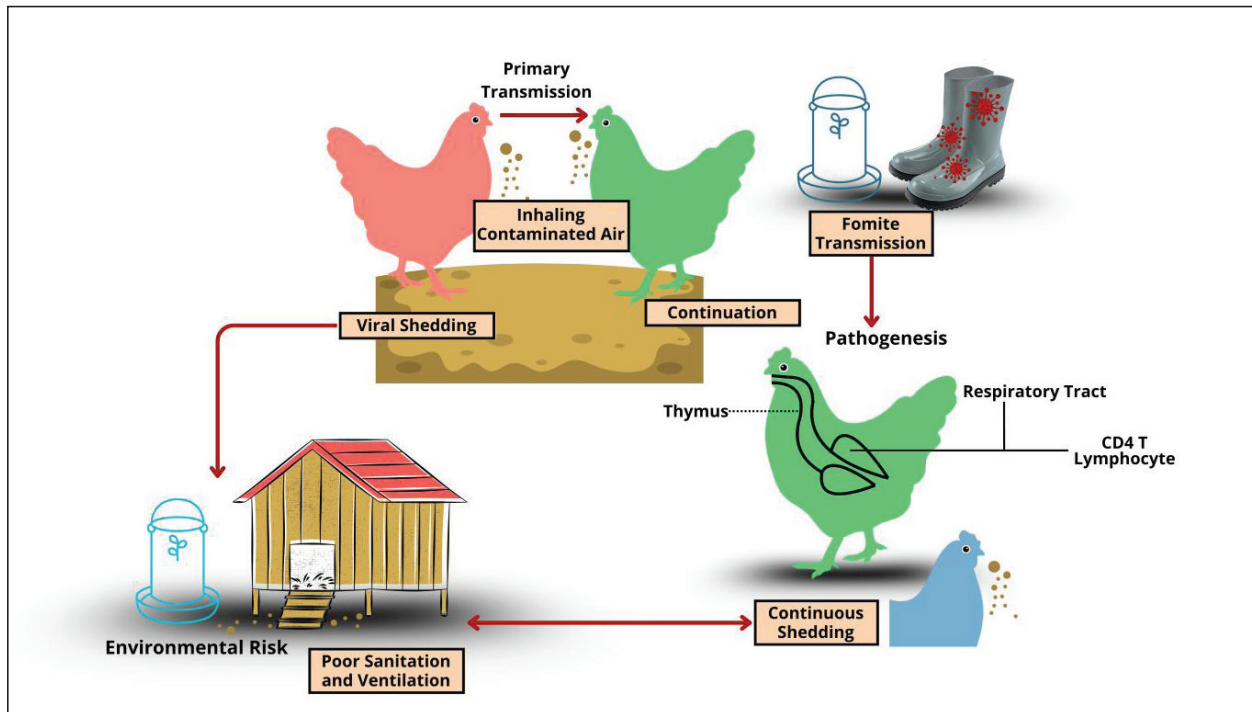 Primary
Transmission
Inhaling
Contaminated Air
Fomite
Transmission
Viral Shedding
Continuation
Pathogenesis
Thymus
Respiratory Tract
CD4 T
Lymphocyte
Continuous
Shedding
Environmental Risk
Poor Sanitation
and Ventilation